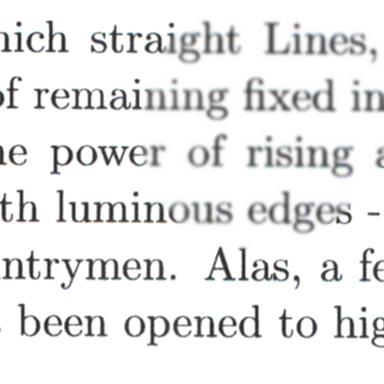 hich straight Lines,
of remaining fixed in
he power of rising a
th luminous edges -
ntrymen. Alas, a fe
s been opened to hig